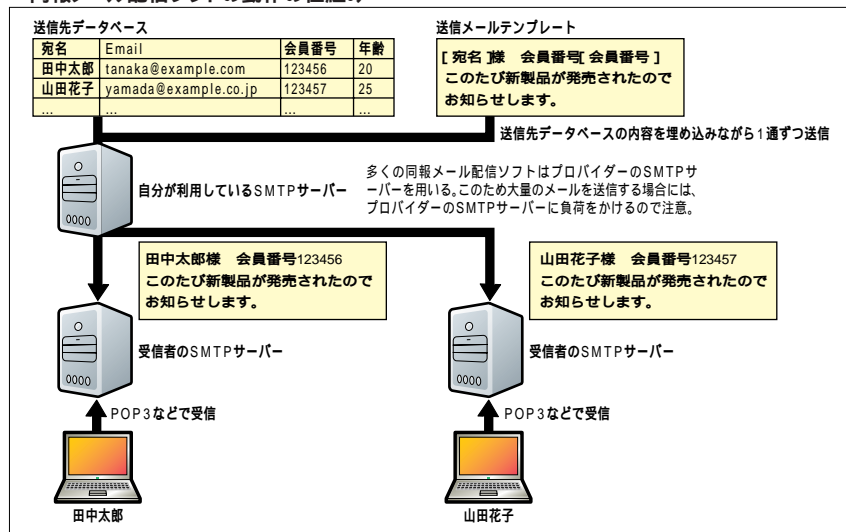 送信先データベース
宛名 Email 会員番号 年齢
田中太郎 tanaka@example.com 123456 20
山田花子 yamada@example.co.jp 123457 25
… … … …
送信メールテンプレート
[宛名]様 会員番号[会員番号]
このたび新製品が発売されたので
お知らせします。
送信先データベースの内容を埋め込みながら1通ずつ送信
自分が利用しているSMTPサーバー
多くの同報メール配信ソフトはプロバイダーのSMTPサ
ーバーを用いる。このため大量のメールを送信する場合には、
プロバイダーのSMTPサーバーに負荷をかけるので注意。
田中太郎様 会員番号123456
このたび新製品が発売されたので
お知らせします。
山田花子様 会員番号123457
このたび新製品が発売されたので
お知らせします。
受信者のSMTPサーバー
受信者のSMTPサーバー
POP3などで受信
POP3などで受信
田中太郎
山田花子